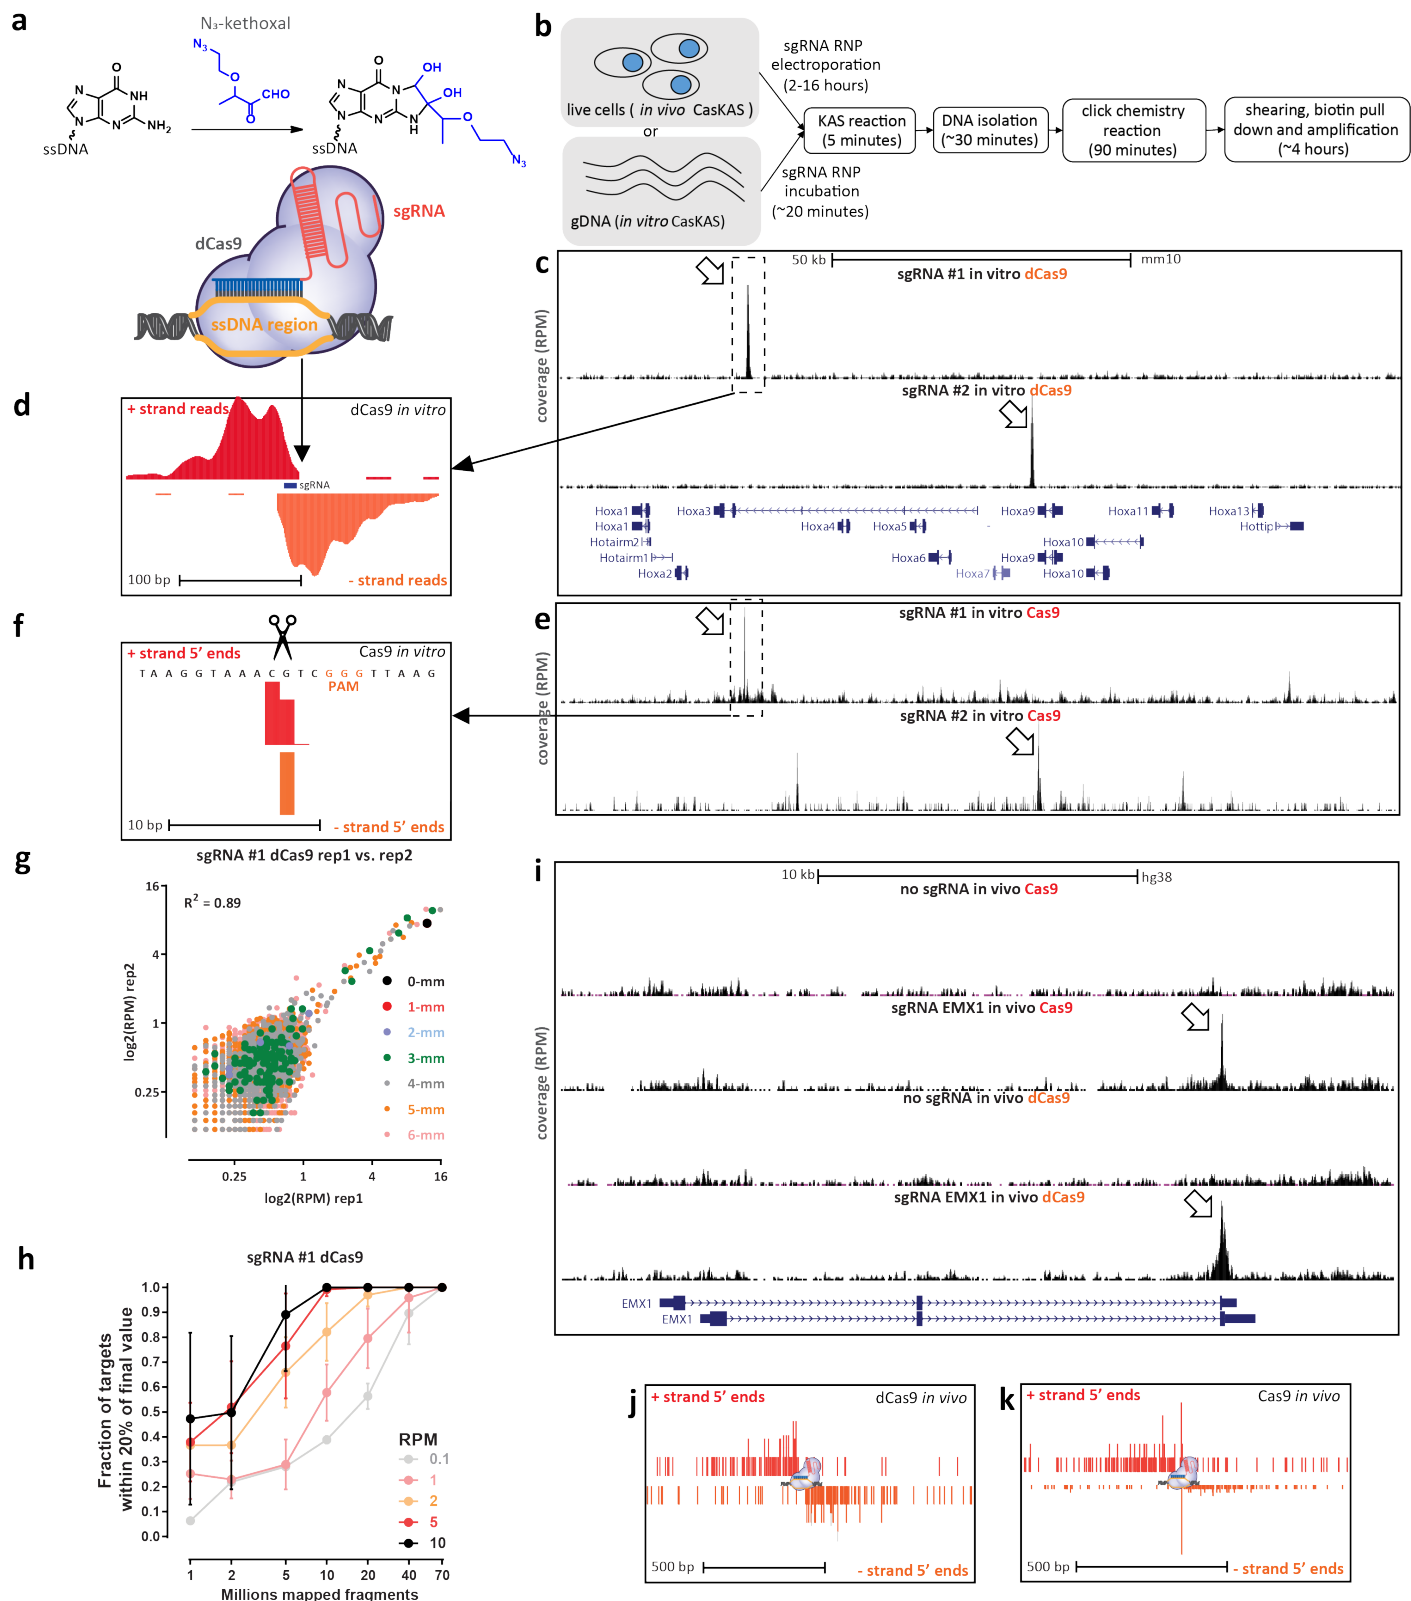 a
N₃-kethoxal
N₃
O
CHO
O
O
N
NH
N
N
NH₂
ssDNA
O
OH
N
N
OH
N
N
N
H
O
N₃
ssDNA
sgRNA
dCas9
ssDNA region
b
live cells ( in vivo CasKAS )
or
gDNA (in vitro CasKAS)
sgRNA RNP
electroporation
(2-16 hours)
sgRNA RNP
incubation
(~20 minutes)
KAS reaction
(5 minutes)
DNA isolation
(~30 minutes)
click chemistry
reaction
(90 minutes)
shearing, biotin pull
down and amplification
(~4 hours)
c
50 kb
mm10
sgRNA #1 in vitro dCas9
coverage (RPM)
sgRNA #2 in vitro dCas9
Hoxa1
Hoxa3
Hoxa9
Hoxa11
Hoxa13
Hoxa1
Hoxa4
Hoxa5
Hottip
Hotairm2
Hoxa10
Hotairm1
Hoxa6
Hoxa9
Hoxa2
Hoxa7
Hoxa10
d
+ strand reads
dCas9 in vitro
sgRNA
100 bp
- strand reads
e
sgRNA #1 in vitro Cas9
coverage (RPM)
sgRNA #2 in vitro Cas9
f
+ strand 5' ends
Cas9 in vitro
T A A G G T A A A C G T C G G G T T A A G
PAM
10 bp
- strand 5' ends
g
sgRNA #1 dCas9 rep1 vs. rep2
R² = 0.89
log2(RPM) rep2
16
4
1
0.25
0-mm
1-mm
2-mm
3-mm
4-mm
5-mm
6-mm
0.25
1
4
16
log2(RPM) rep1
h
sgRNA #1 dCas9
Fraction of targets
within 20% of final value
1.0
0.9
0.8
0.7
0.6
0.5
0.4
0.3
0.2
0.1
0.0
RPM
0.1
1
2
5
10
1
2
5
10
20
40
70
Millions mapped fragments
i
10 kb
hg38
no sgRNA in vivo Cas9
sgRNA EMX1 in vivo Cas9
coverage (RPM)
no sgRNA in vivo dCas9
sgRNA EMX1 in vivo dCas9
EMX1
EMX1
j
+ strand 5' ends
dCas9 in vivo
500 bp
- strand 5' ends
k
+ strand 5' ends
Cas9 in vivo
500 bp
- strand 5' ends